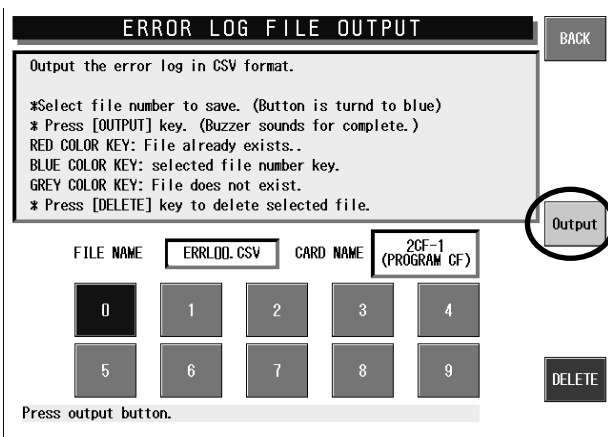 ERROR LOG FILE OUTPUT
BACK
Output the error log in CSV format.
*Select file number to save. (Button is turnd to blue)
* Press [OUTPUT] key. (Buzzer sounds for complete.)
RED COLOR KEY: File already exists..
BLUE COLOR KEY: selected file number key.
GREY COLOR KEY: File does not exist.
* Press [DELETE] key to delete selected file.
Output
FILE NAME ERRL00.CSV CARD NAME 2CF-1
(PROGRAM CF)
0 1 2 3 4
5 6 7 8 9
DELETE
Press output button.